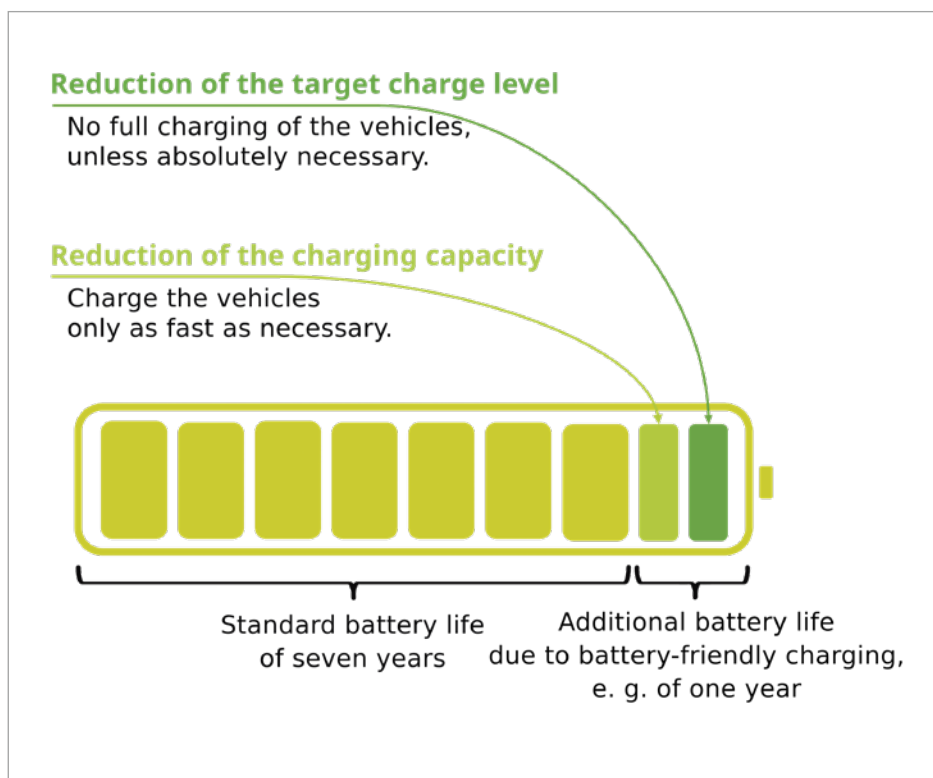 Reduction of the target charge level
No full charging of the vehicles,
unless absolutely necessary.
Reduction of the charging capacity
Charge the vehicles
only as fast as necessary.
Standard battery life
of seven years
Additional battery life
due to battery-friendly charging,
e. g. of one year